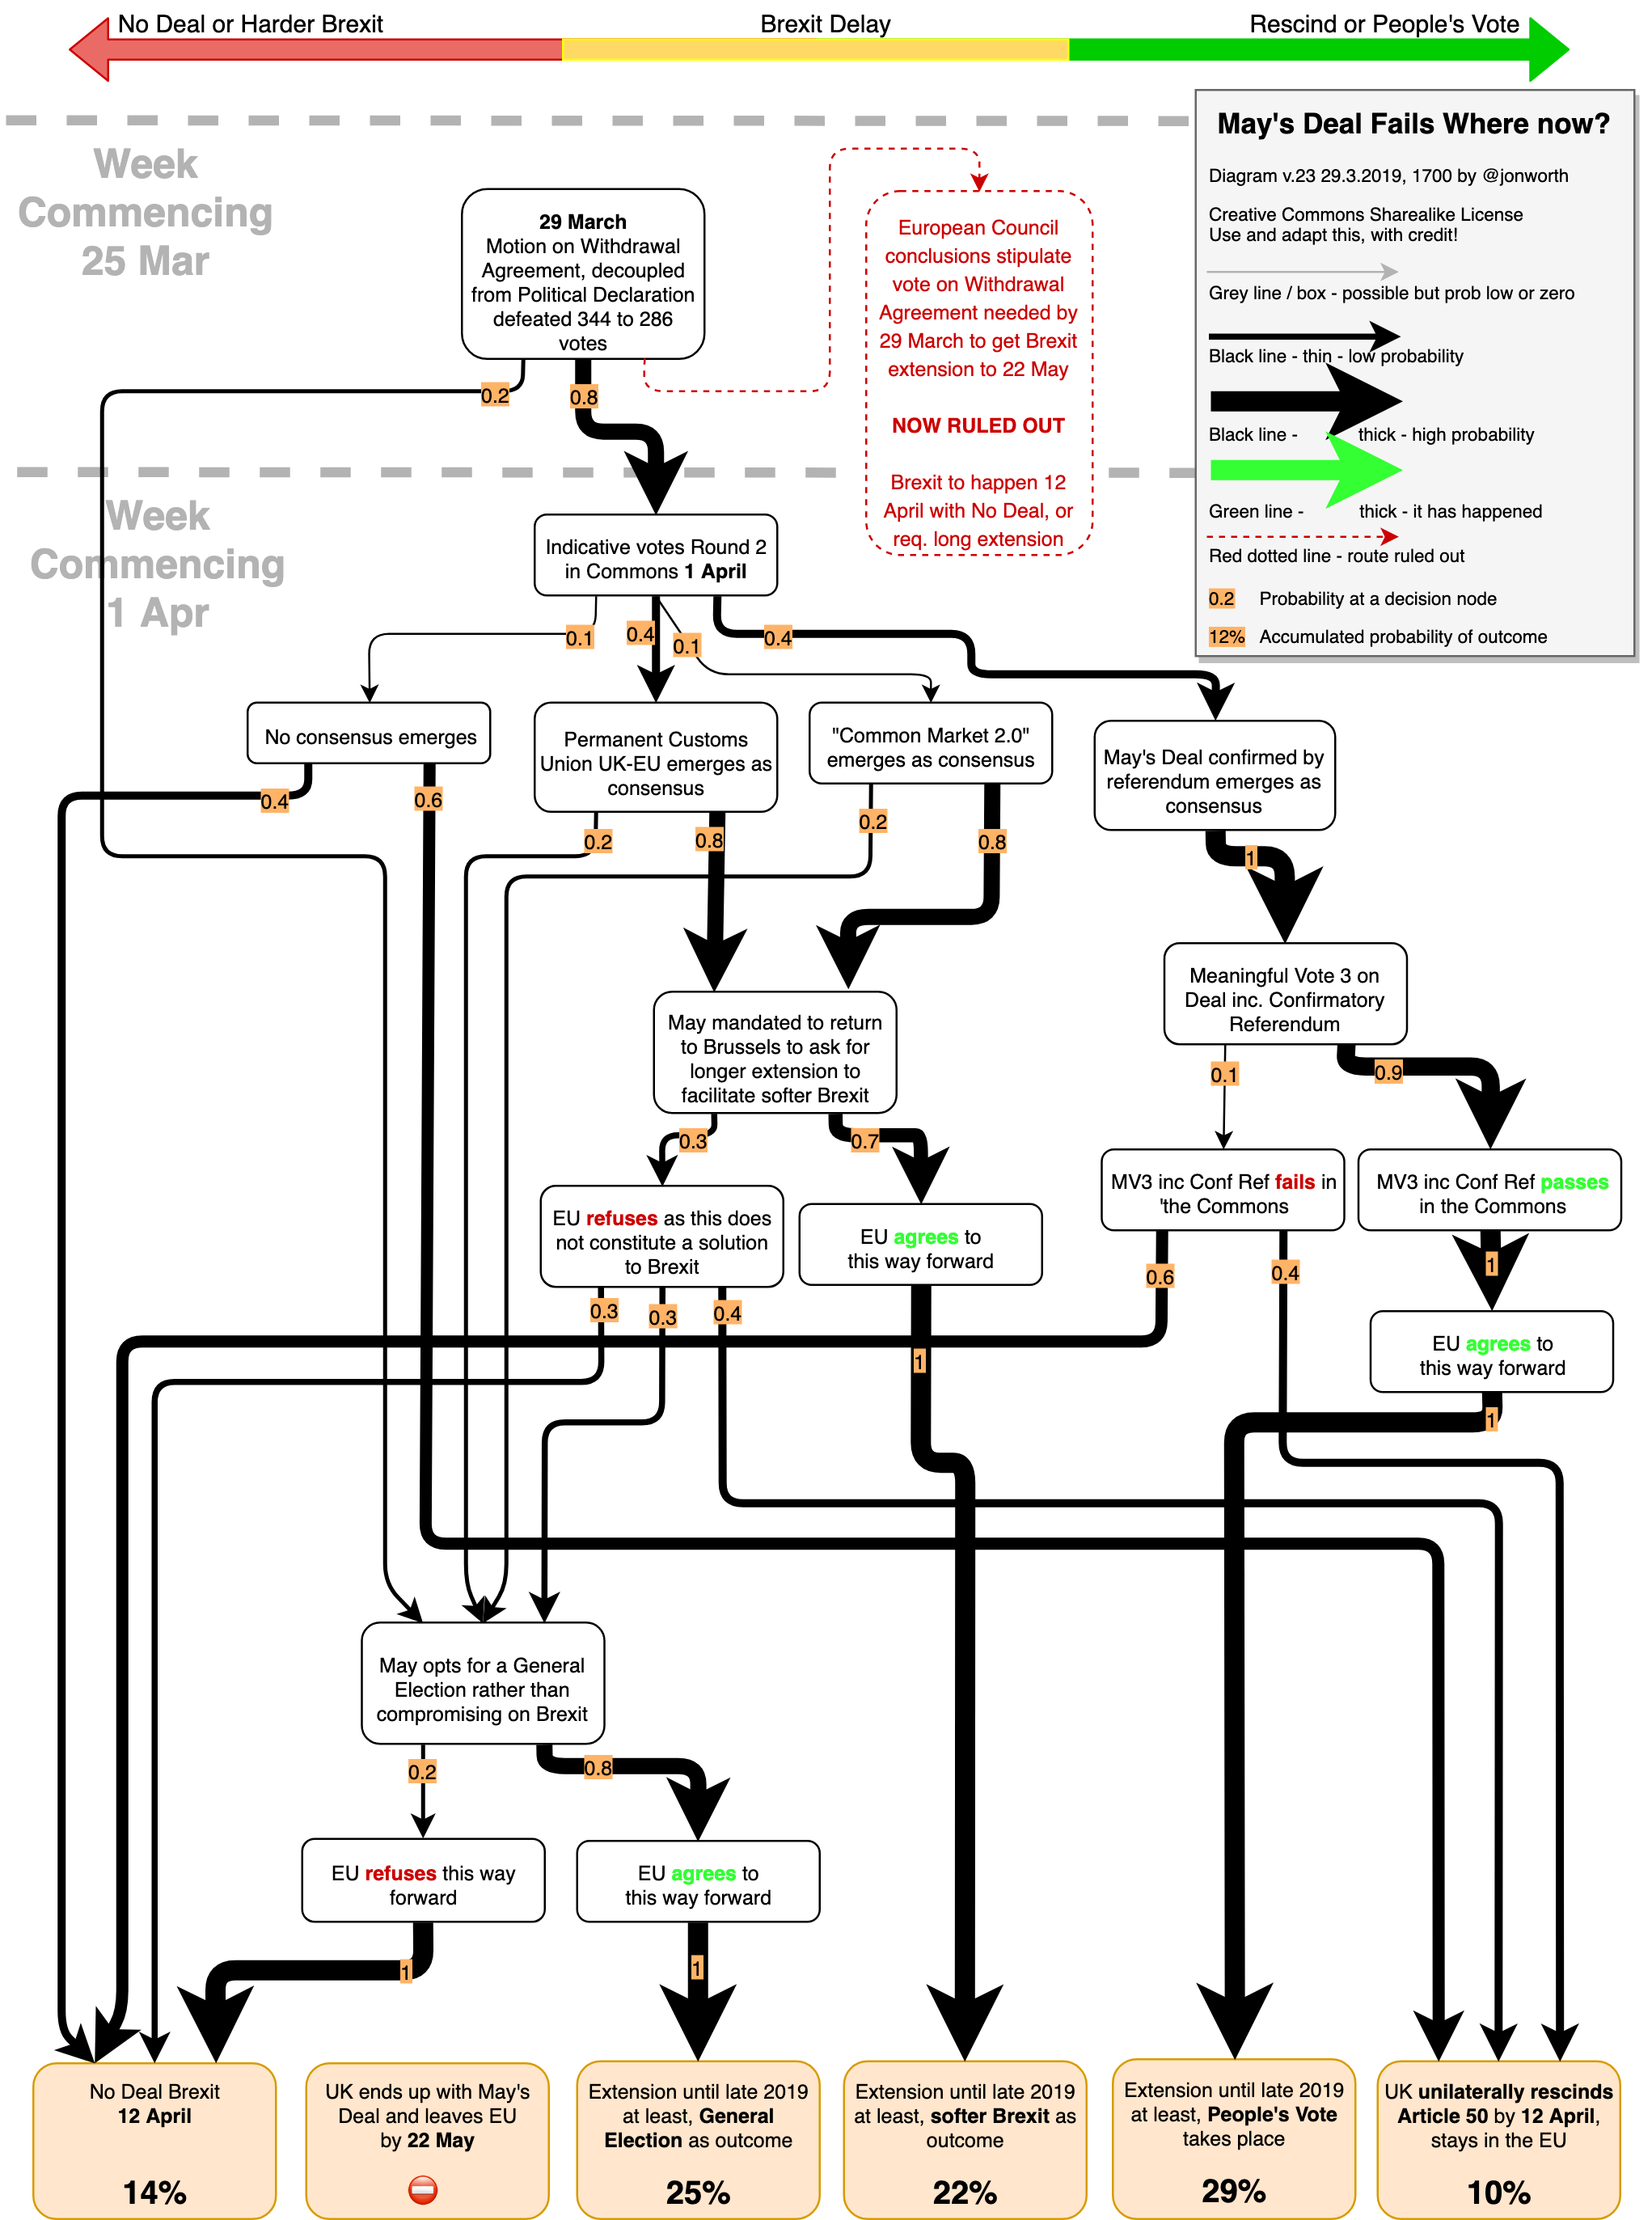 No Deal or Harder Brexit
Brexit Delay
Rescind or People's Vote
May's Deal Fails Where now?
Diagram v.23 29.3.2019, 1700 by @jonworth
Creative Commons Sharealike License
Use and adapt this, with credit!
Grey line / box - possible but prob low or zero
Black line - thin - low probability
Black line - thick - high probability
Green line - thick - it has happened
Red dotted line - route ruled out
0.2 Probability at a decision node
12% Accumulated probability of outcome
Week
Commencing
25 Mar
29 March
Motion on Withdrawal
Agreement, decoupled
from Political Declaration
defeated 344 to 286
votes
European Council
conclusions stipulate
vote on Withdrawal
Agreement needed by
29 March to get Brexit
extension to 22 May
NOW RULED OUT
Brexit to happen 12
April with No Deal, or
req. long extension
0.2
0.8
Week
Commencing
1 Apr
Indicative votes Round 2
in Commons 1 April
0.1
0.4
0.1
0.4
No consensus emerges
Permanent Customs
Union UK-EU emerges as
consensus
"Common Market 2.0"
emerges as consensus
May's Deal confirmed by
referendum emerges as
consensus
0.4
0.6
0.2
0.8
0.2
0.8
1
May mandated to return
to Brussels to ask for
longer extension to
facilitate softer Brexit
Meaningful Vote 3 on
Deal inc. Confirmatory
Referendum
0.3
0.7
0.1
0.9
EU refuses as this does
not constitute a solution
to Brexit
EU agrees to
this way forward
MV3 inc Conf Ref fails in
'the Commons
MV3 inc Conf Ref passes
in the Commons
0.3
0.3
0.4
1
0.6
0.4
1
EU agrees to
this way forward
1
May opts for a General
Election rather than
compromising on Brexit
0.2
0.8
EU refuses this way
forward
EU agrees to
this way forward
1
1
No Deal Brexit
12 April
14%
UK ends up with May's
Deal and leaves EU
by 22 May
Extension until late 2019
at least, General
Election as outcome
25%
Extension until late 2019
at least, softer Brexit as
outcome
22%
Extension until late 2019
at least, People's Vote
takes place
29%
UK unilaterally rescinds
Article 50 by 12 April,
stays in the EU
10%